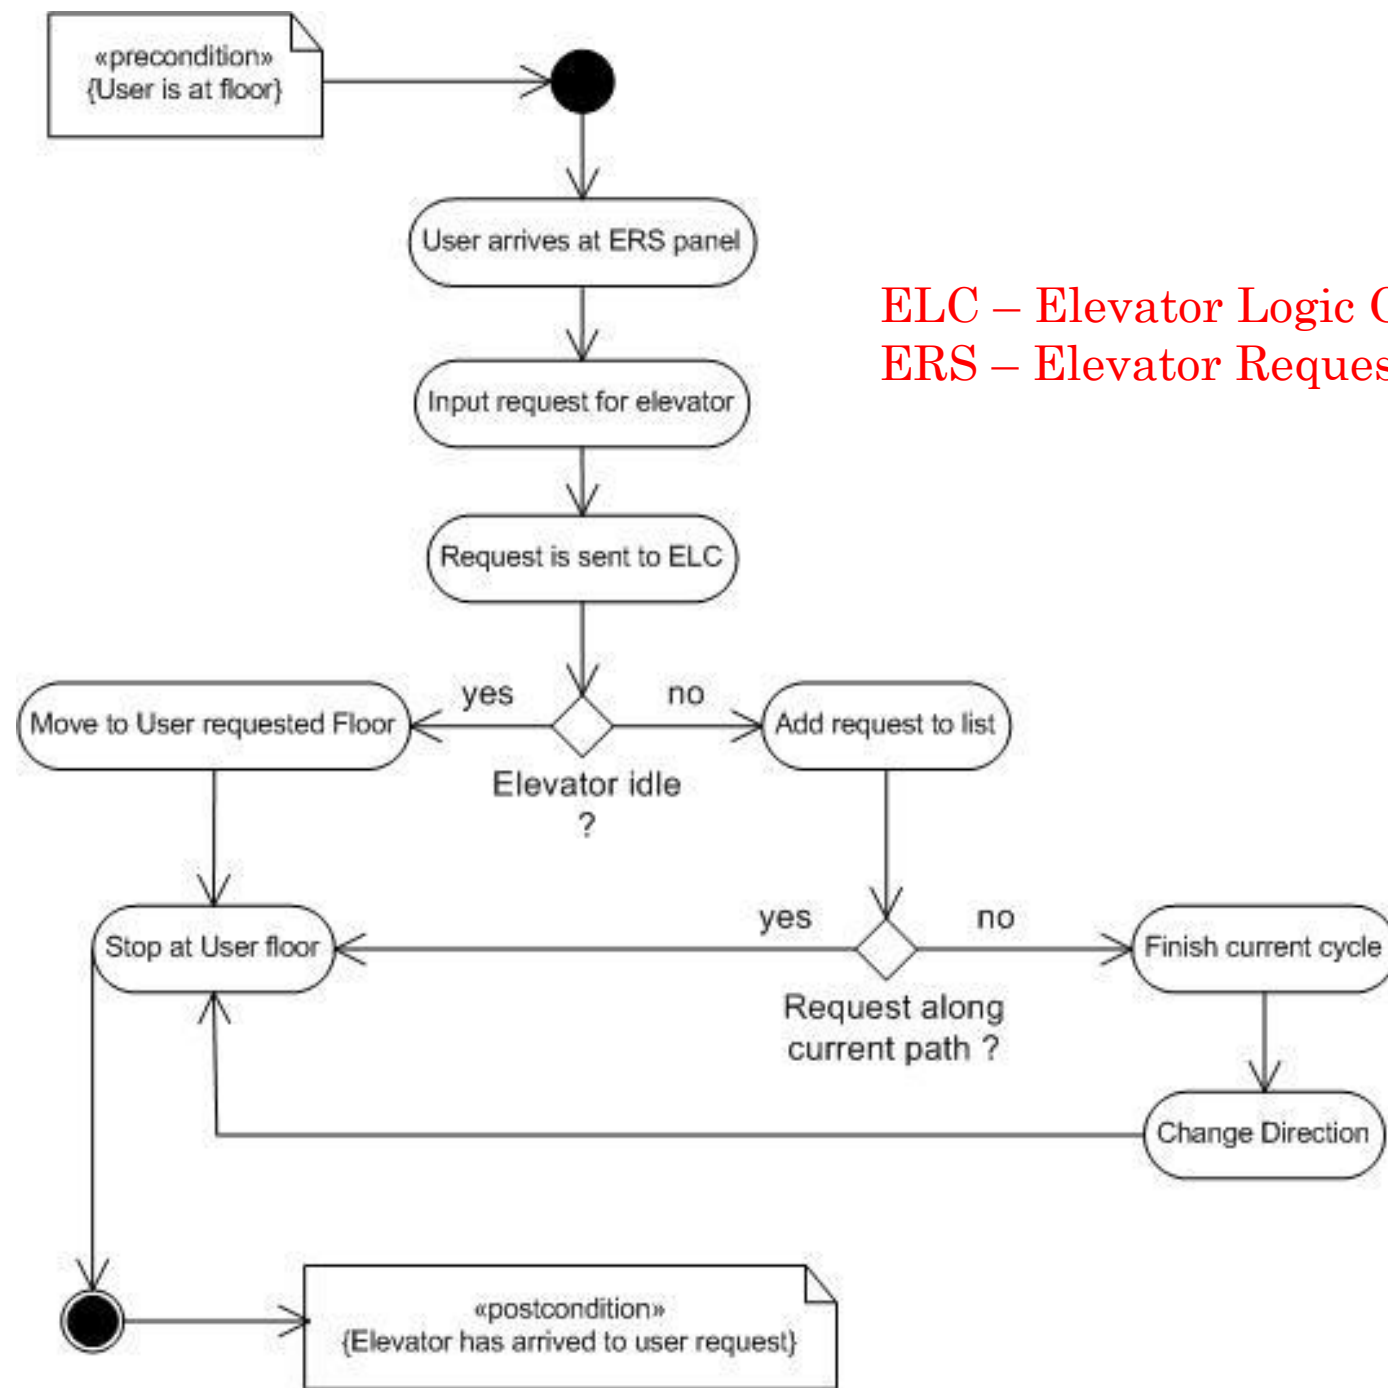 «precondition»
{User is at floor}
User arrives at ERS panel
ELC – Elevator Logic
ERS – Elevator
Input request for elevator
Request is sent to ELC
yes
no
Move to User requested Floor
Add request to list
Elevator idle
?
yes
no
Stop at User floor
Finish current cycle
Request along
current path ?
Change Direction
«postcondition»
{Elevator has arrived to user request}